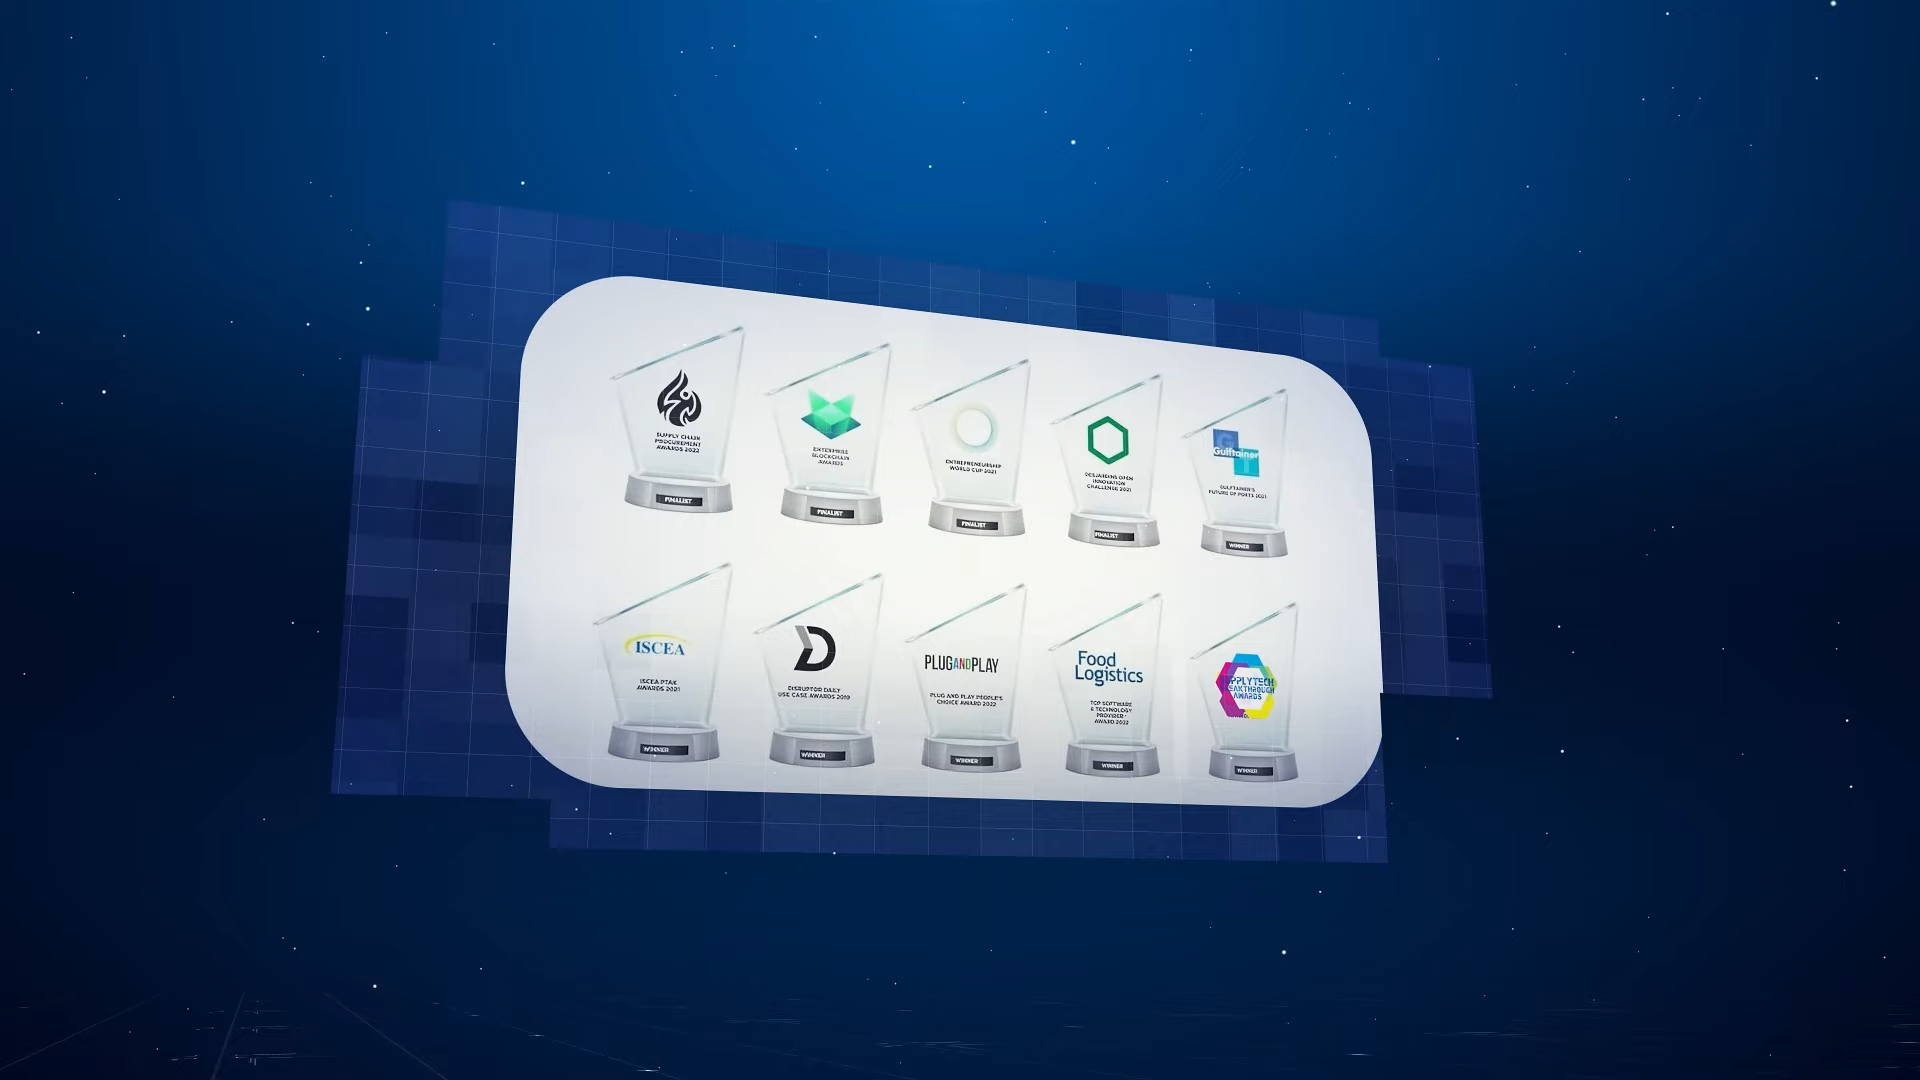 SUPPLY CHAIN
PROCUREMENT
AWARDS 2022
FINALIST
ENTERPRISE
BLOCKCHAIN
AWARDS
FINALIST
ENTREPRENEURSHIP
WORLD CUP 2021
FINALIST
DESJARDINS OPEN
INNOVATION
CHALLENGE 2021
FINALIST
G
Gulftainer
T
GULFTAINER'S
FUTURE OF PORTS 2021
WINNER
ISCEA
ISCEA PTAK
AWARDS 2021
WINNER
D
DISRUPTOR DAILY
USE CASE AWARDS 2019
WINNER
PLUGANDPLAY
PLUG AND PLAY PEOPLE'S
CHOICE AWARD 2022
WINNER
Food
Logistics
TOP SOFTWARE
& TECHNOLOGY
PROVIDER
AWARD 2022
WINNER
SUPPLYTECH
BREAKTHROUGH
AWARDS
WINNER